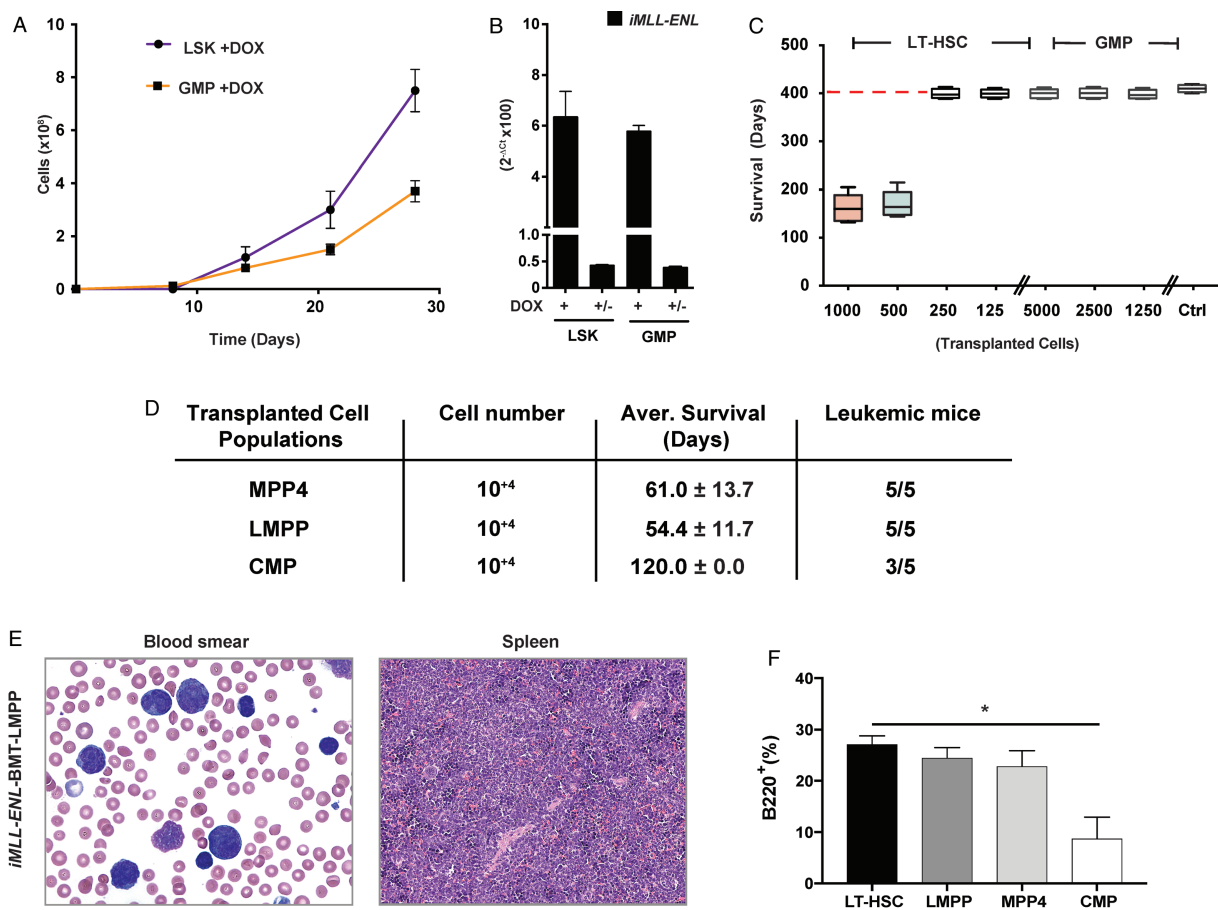 A
10
8
6
4
2
0
Cells (x10⁸)
LSK +DOX
GMP +DOX
10
20
30
Time (Days)
B
iMLL-ENL
10
8
6
4
1.0
0.5
0
(2⁻ΔCt x100)
DOX + +/- + +/-
LSK GMP
C
LT-HSC GMP
500
400
300
200
100
0
Survival (Days)
1000 500 250 125 5000 2500 1250 Ctrl
(Transplanted Cells)
D
Transplanted Cell Populations Cell number Aver. Survival (Days) Leukemic mice
MPP4 10⁺⁴ 61.0 ± 13.7 5/5
LMPP 10⁺⁴ 54.4 ± 11.7 5/5
CMP 10⁺⁴ 120.0 ± 0.0 3/5
E
Blood smear Spleen
iMLL-ENL-BMT-LMPP
F
40
30
20
10
0
B220⁺(%)
*
LT-HSC LMPP MPP4 CMP